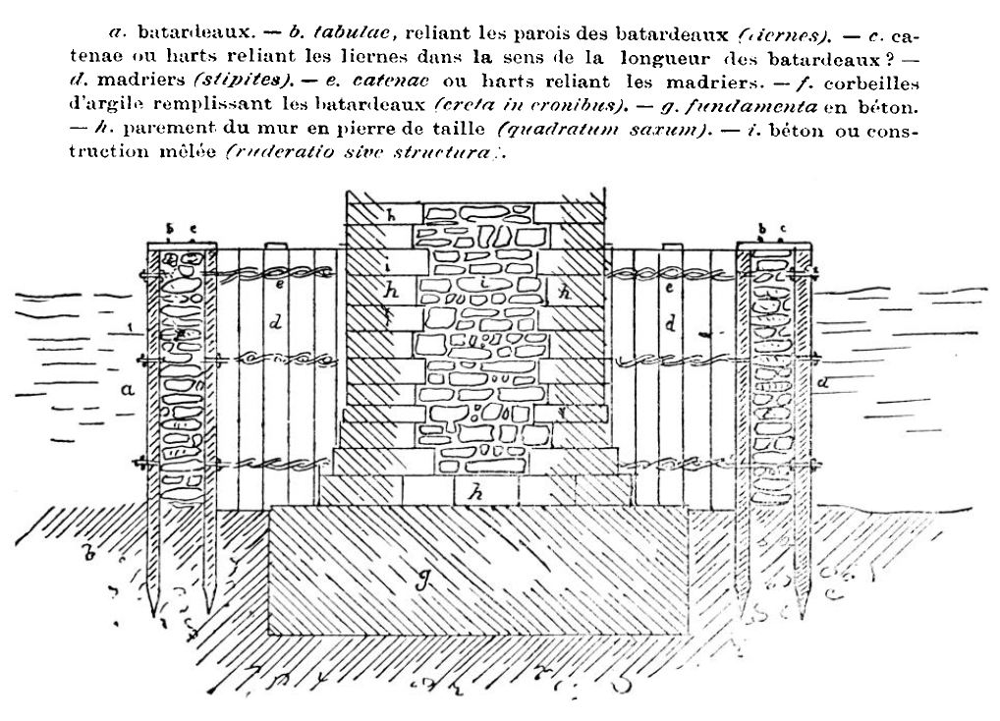 a. batardeaux. — b. tabulae, reliant les parois des batardeaux (liernes). — c. ca-
tenae ou harts reliant les liernes dans la sens de la longueur des batardeaux ? —
d. madriers (stipites). — e. catenae ou harts reliant les madriers. — f. corbeilles
d'argile remplissant les batardeaux (creta in eronibus). — g. fundamenta en béton.
— h. parement du mur en pierre de taille (quadratum saxum). — i. béton ou cons-
truction mêlée (ruderatio sive structura).
b e b c
h
i
e h i h e
d d
a d
h
g